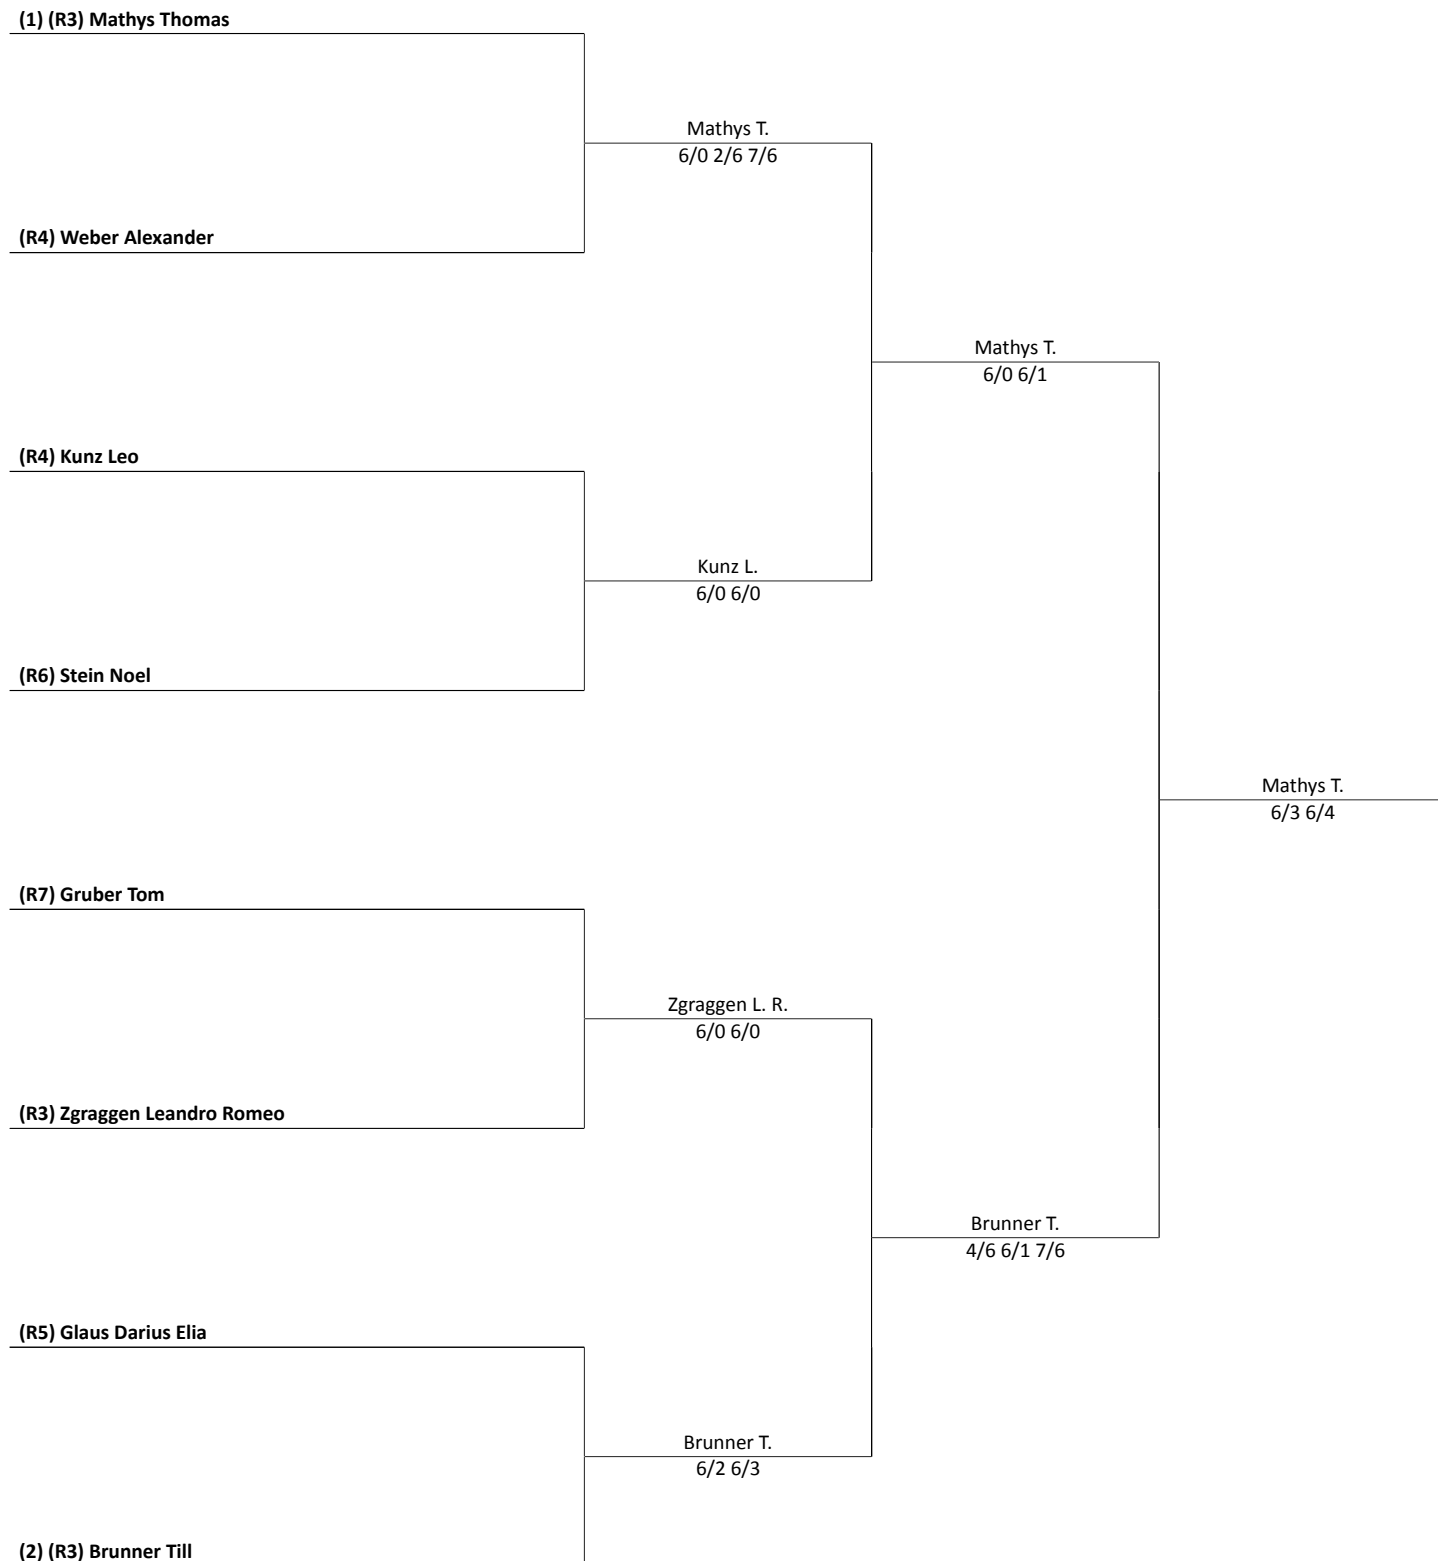 (1) (R3) Mathys Thomas
Mathys T.
6/0 2/6 7/6
(R4) Weber Alexander
Mathys T.
6/0 6/1
(R4) Kunz Leo
Kunz L.
6/0 6/0
(R6) Stein Noel
Mathys T.
6/3 6/4
(R7) Gruber Tom
Zgraggen L. R.
6/0 6/0
(R3) Zgraggen Leandro Romeo
Brunner T.
4/6 6/1 7/6
(R5) Glaus Darius Elia
Brunner T.
6/2 6/3
(2) (R3) Brunner Till